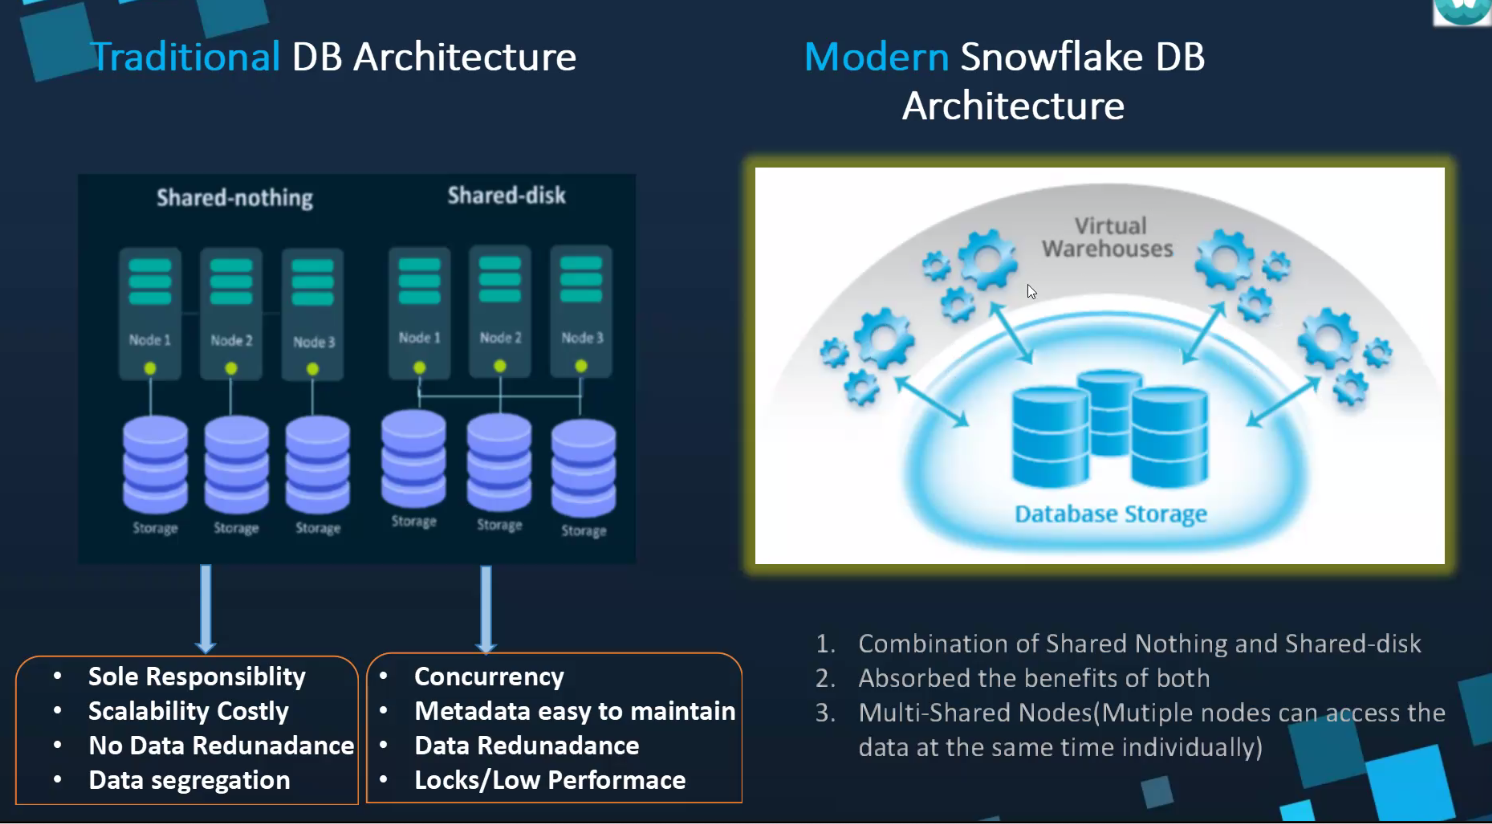 Traditional DB Architecture
Modern Snowflake DB
Architecture
Shared-nothing
Shared-disk
Node 1
Node 2
Node 3
Node 1
Node 2
Node 3
Storage
Storage
Storage
Storage
Storage
Storage
Virtual
Warehouses
Database Storage
• Sole Responsiblity
• Scalability Costly
• No Data Redunadance
• Data segregation
• Concurrency
• Metadata easy to maintain
• Data Redunadance
• Locks/Low Performace
1. Combination of Shared Nothing and Shared-disk
2. Absorbed the benefits of both
3. Multi-Shared Nodes(Mutiple nodes can access the
data at the same time individually)